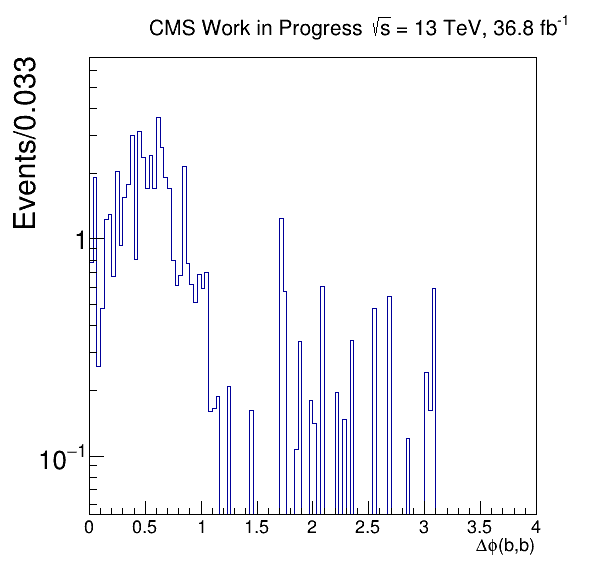 CMS Work in Progress √s = 13 TeV, 36.8 fb⁻¹
Events/0.033
1
10⁻¹
0 0.5 1 1.5 2 2.5 3 3.5 4
Δϕ(b,b)